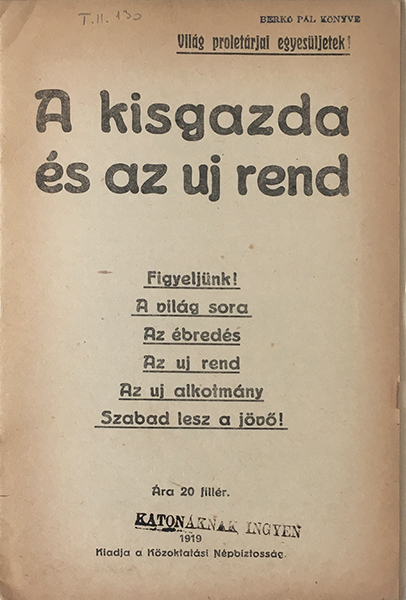 T.II. 130
BERKÓ PÁL KÖNYVE
Világ proletárjai egyesüljetek!
A kisgazda
és az uj rend
Figyeljünk!
A világ sora
Az ébredés
Az uj rend
Az uj alkotmány
Szabad lesz a jövő!
Ára 20 fillér.
KATONÁKNAK INGYEN
1919
Kiadja a Közoktatási Népbiztosság.